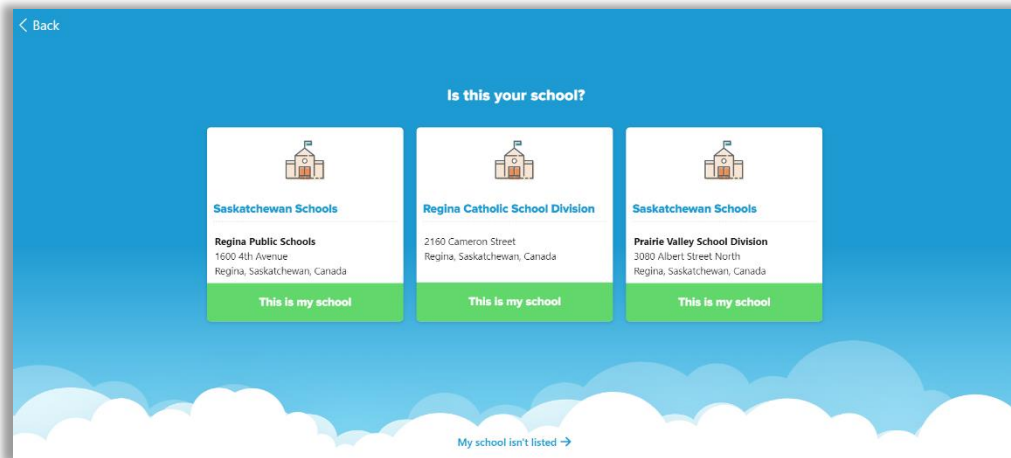 Back
Is this your school?
Saskatchewan Schools
Regina Public Schools
1600 4th Avenue
Regina, Saskatchewan, Canada
This is my school
Regina Catholic School Division
2160 Cameron Street
Regina, Saskatchewan, Canada
This is my school
Saskatchewan Schools
Prairie Valley School Division
3080 Albert Street North
Regina, Saskatchewan, Canada
This is my school
My school isn't listed →